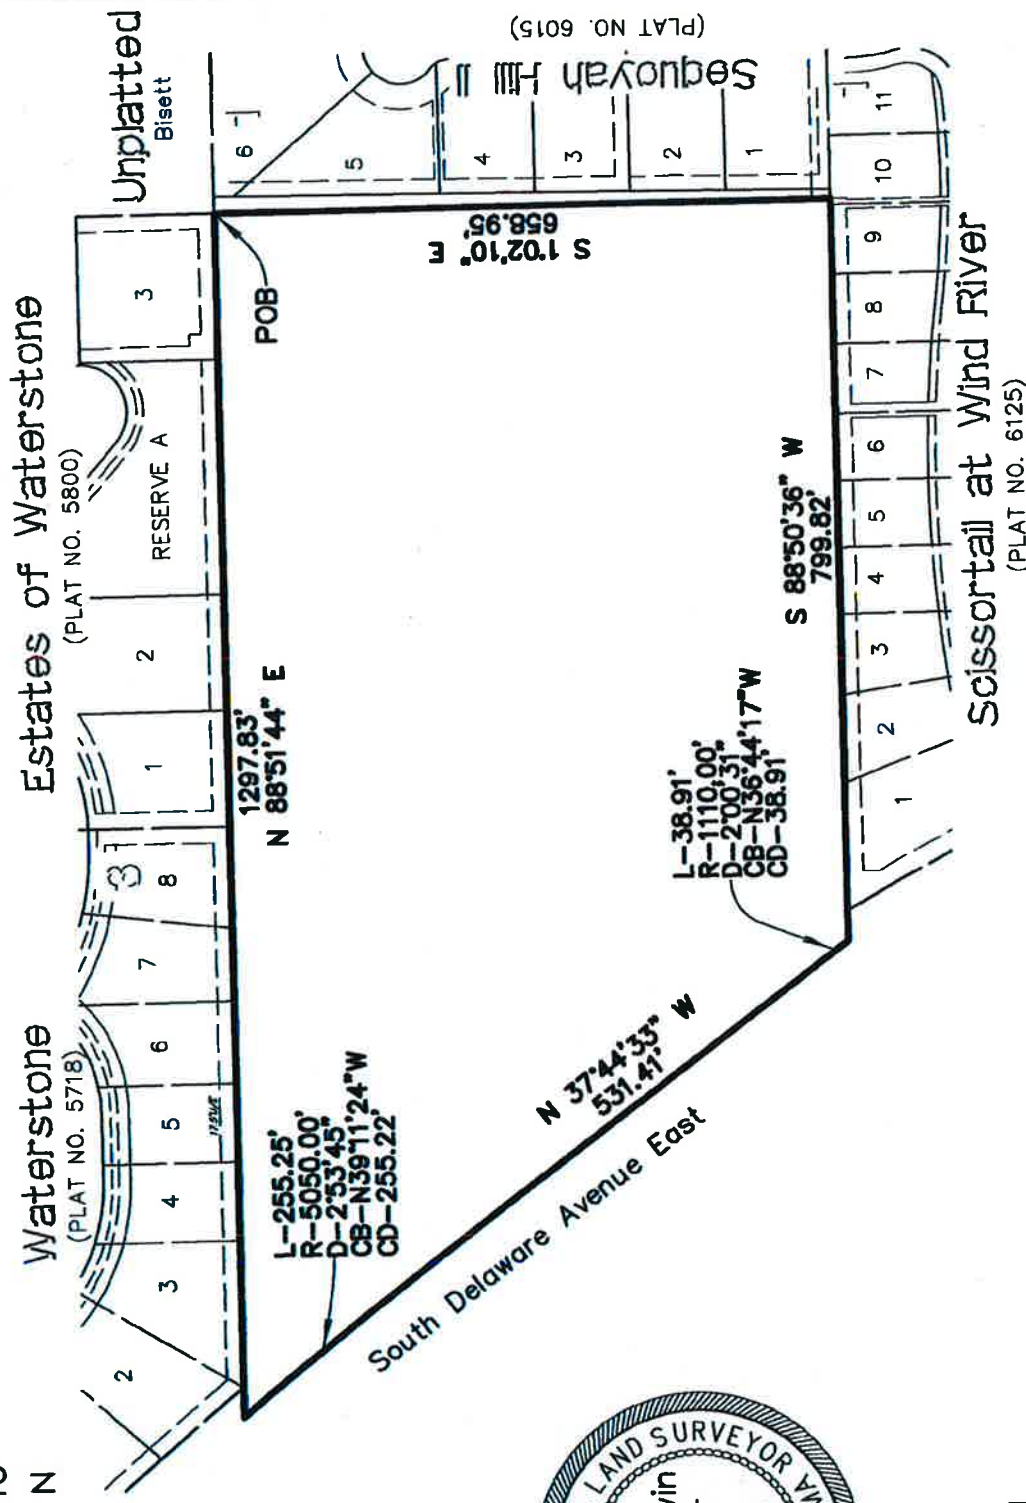 Unplatted
Bisett
Estates of Waterstone
(PLAT NO. 5800)
Waterstone
(PLAT NO. 5718)
N
3
RESERVE A
2
1
8
3
7
6
5
4
3
2
17.5'U/E
POB
1297.83'
N 88°51'44" E
S 1°02'10" E
658.95'
Sequoyah Hill II
(PLAT NO. 6015)
6
5
4
3
2
1
S 88°50'36" W
799.82'
L-38.91'
R-1110.00'
D-2°00'31"
CB-N36°44'17"W
CD-38.91'
N 37°44'33" W
531.41'
L-255.25'
R-5050.00'
D-2°53'45"
CB-N39°11'24"W
CD-255.22'
South Delaware Avenue East
11
10
9
8
7
6
5
4
3
2
1
Scissortail at Wind River
(PLAT NO. 6125)
LAND SURVEYOR